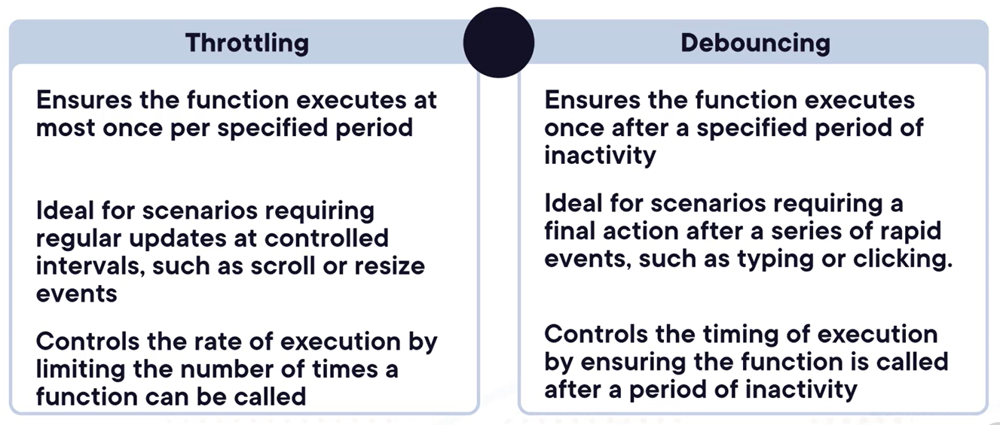 Throttling
Ensures the function executes at
most once per specified period
Ideal for scenarios requiring
regular updates at controlled
intervals, such as scroll or resize
events
Controls the rate of execution by
limiting the number of times a
function can be called
Debouncing
Ensures the function executes
once after a specified period of
inactivity
Ideal for scenarios requiring a
final action after a series of rapid
events, such as typing or clicking.
Controls the timing of execution
by ensuring the function is called
after a period of inactivity